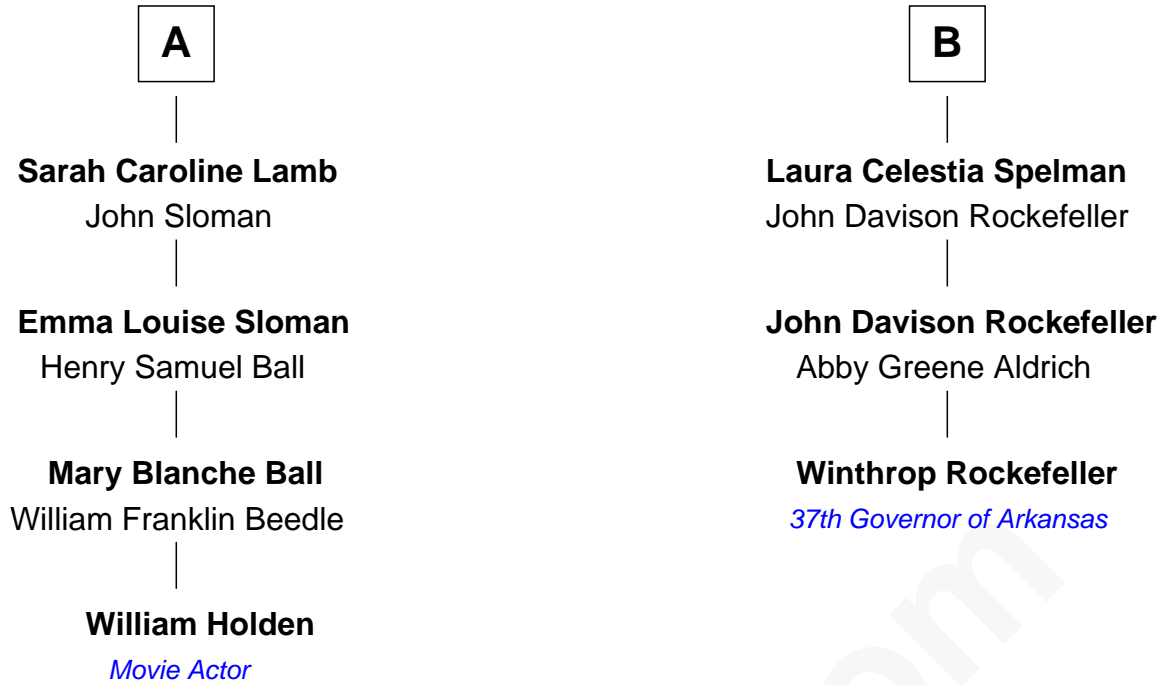 A
Sarah Caroline Lamb
John Sloman
Emma Louise Sloman
Henry Samuel Ball
Mary Blanche Ball
William Franklin Beedle
William Holden
Movie Actor
B
Laura Celestia Spelman
John Davison Rockefeller
John Davison Rockefeller
Abby Greene Aldrich
Winthrop Rockefeller
37th Governor of Arkansas
om